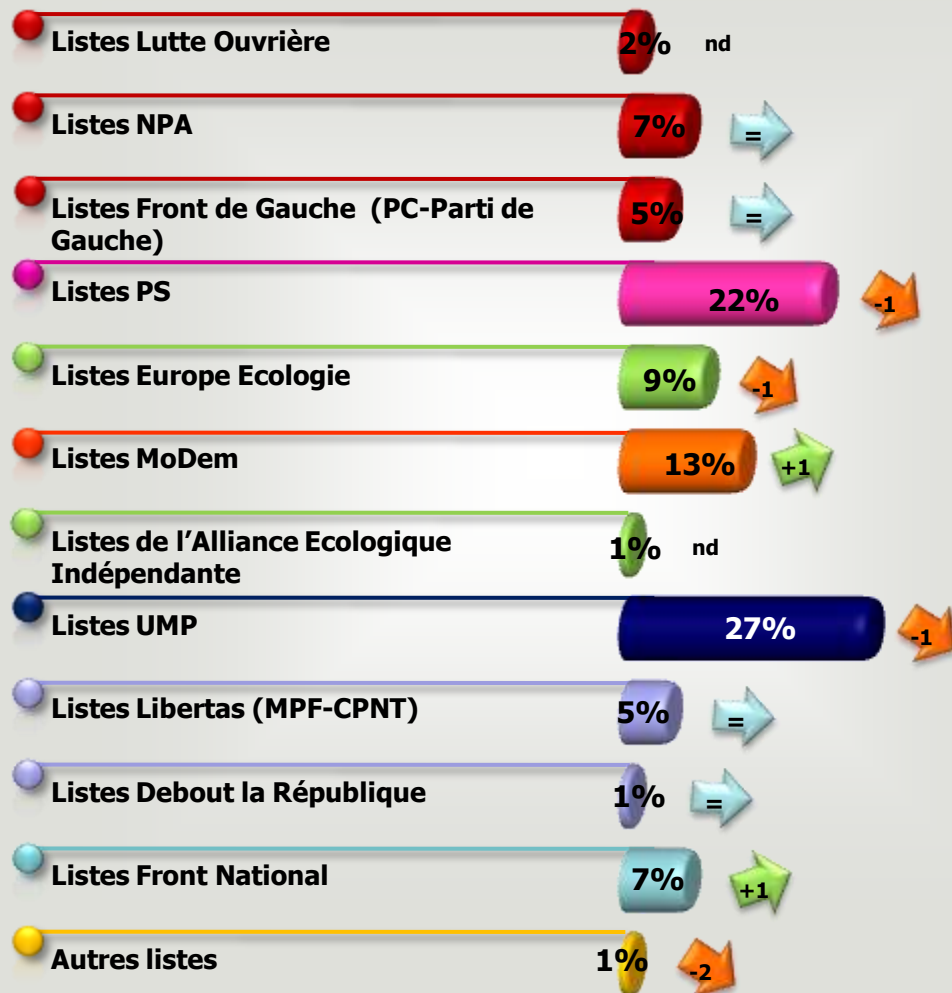 Listes Lutte Ouvrière 2% nd
Listes NPA 7% =
Listes Front de Gauche (PC-Parti de
Gauche) 5% =
Listes PS 22% -1
Listes Europe Ecologie 9% -1
Listes MoDem 13% +1
Listes de l’Alliance Ecologique
Indépendante 1% nd
Listes UMP 27% -1
Listes Libertas (MPF-CPNT) 5% =
Listes Debout la République 1% =
Listes Front National 7% +1
Autres listes 1% -2